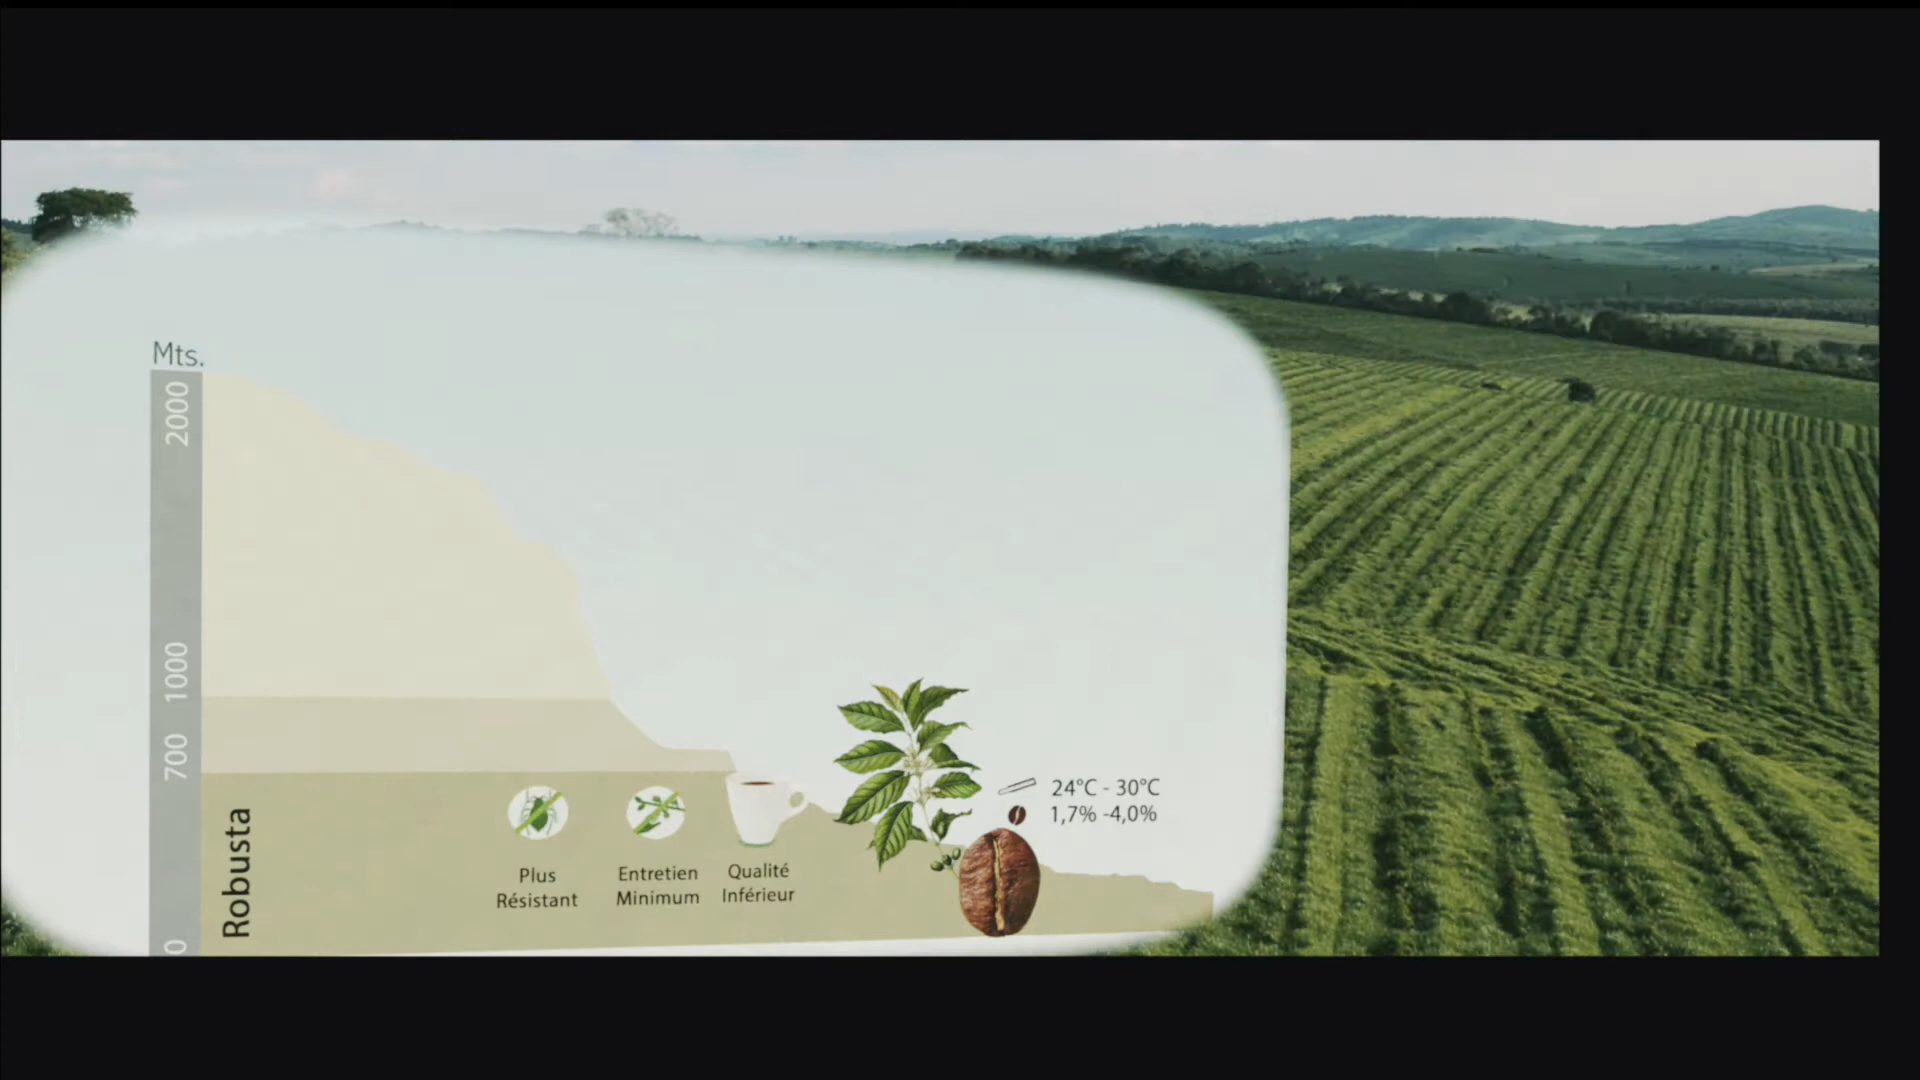 Mts.
2000
1000
700
0
Robusta
Plus
Résistant
Entretien
Minimum
Qualité
Inférieur
24°C - 30°C
1,7% -4,0%